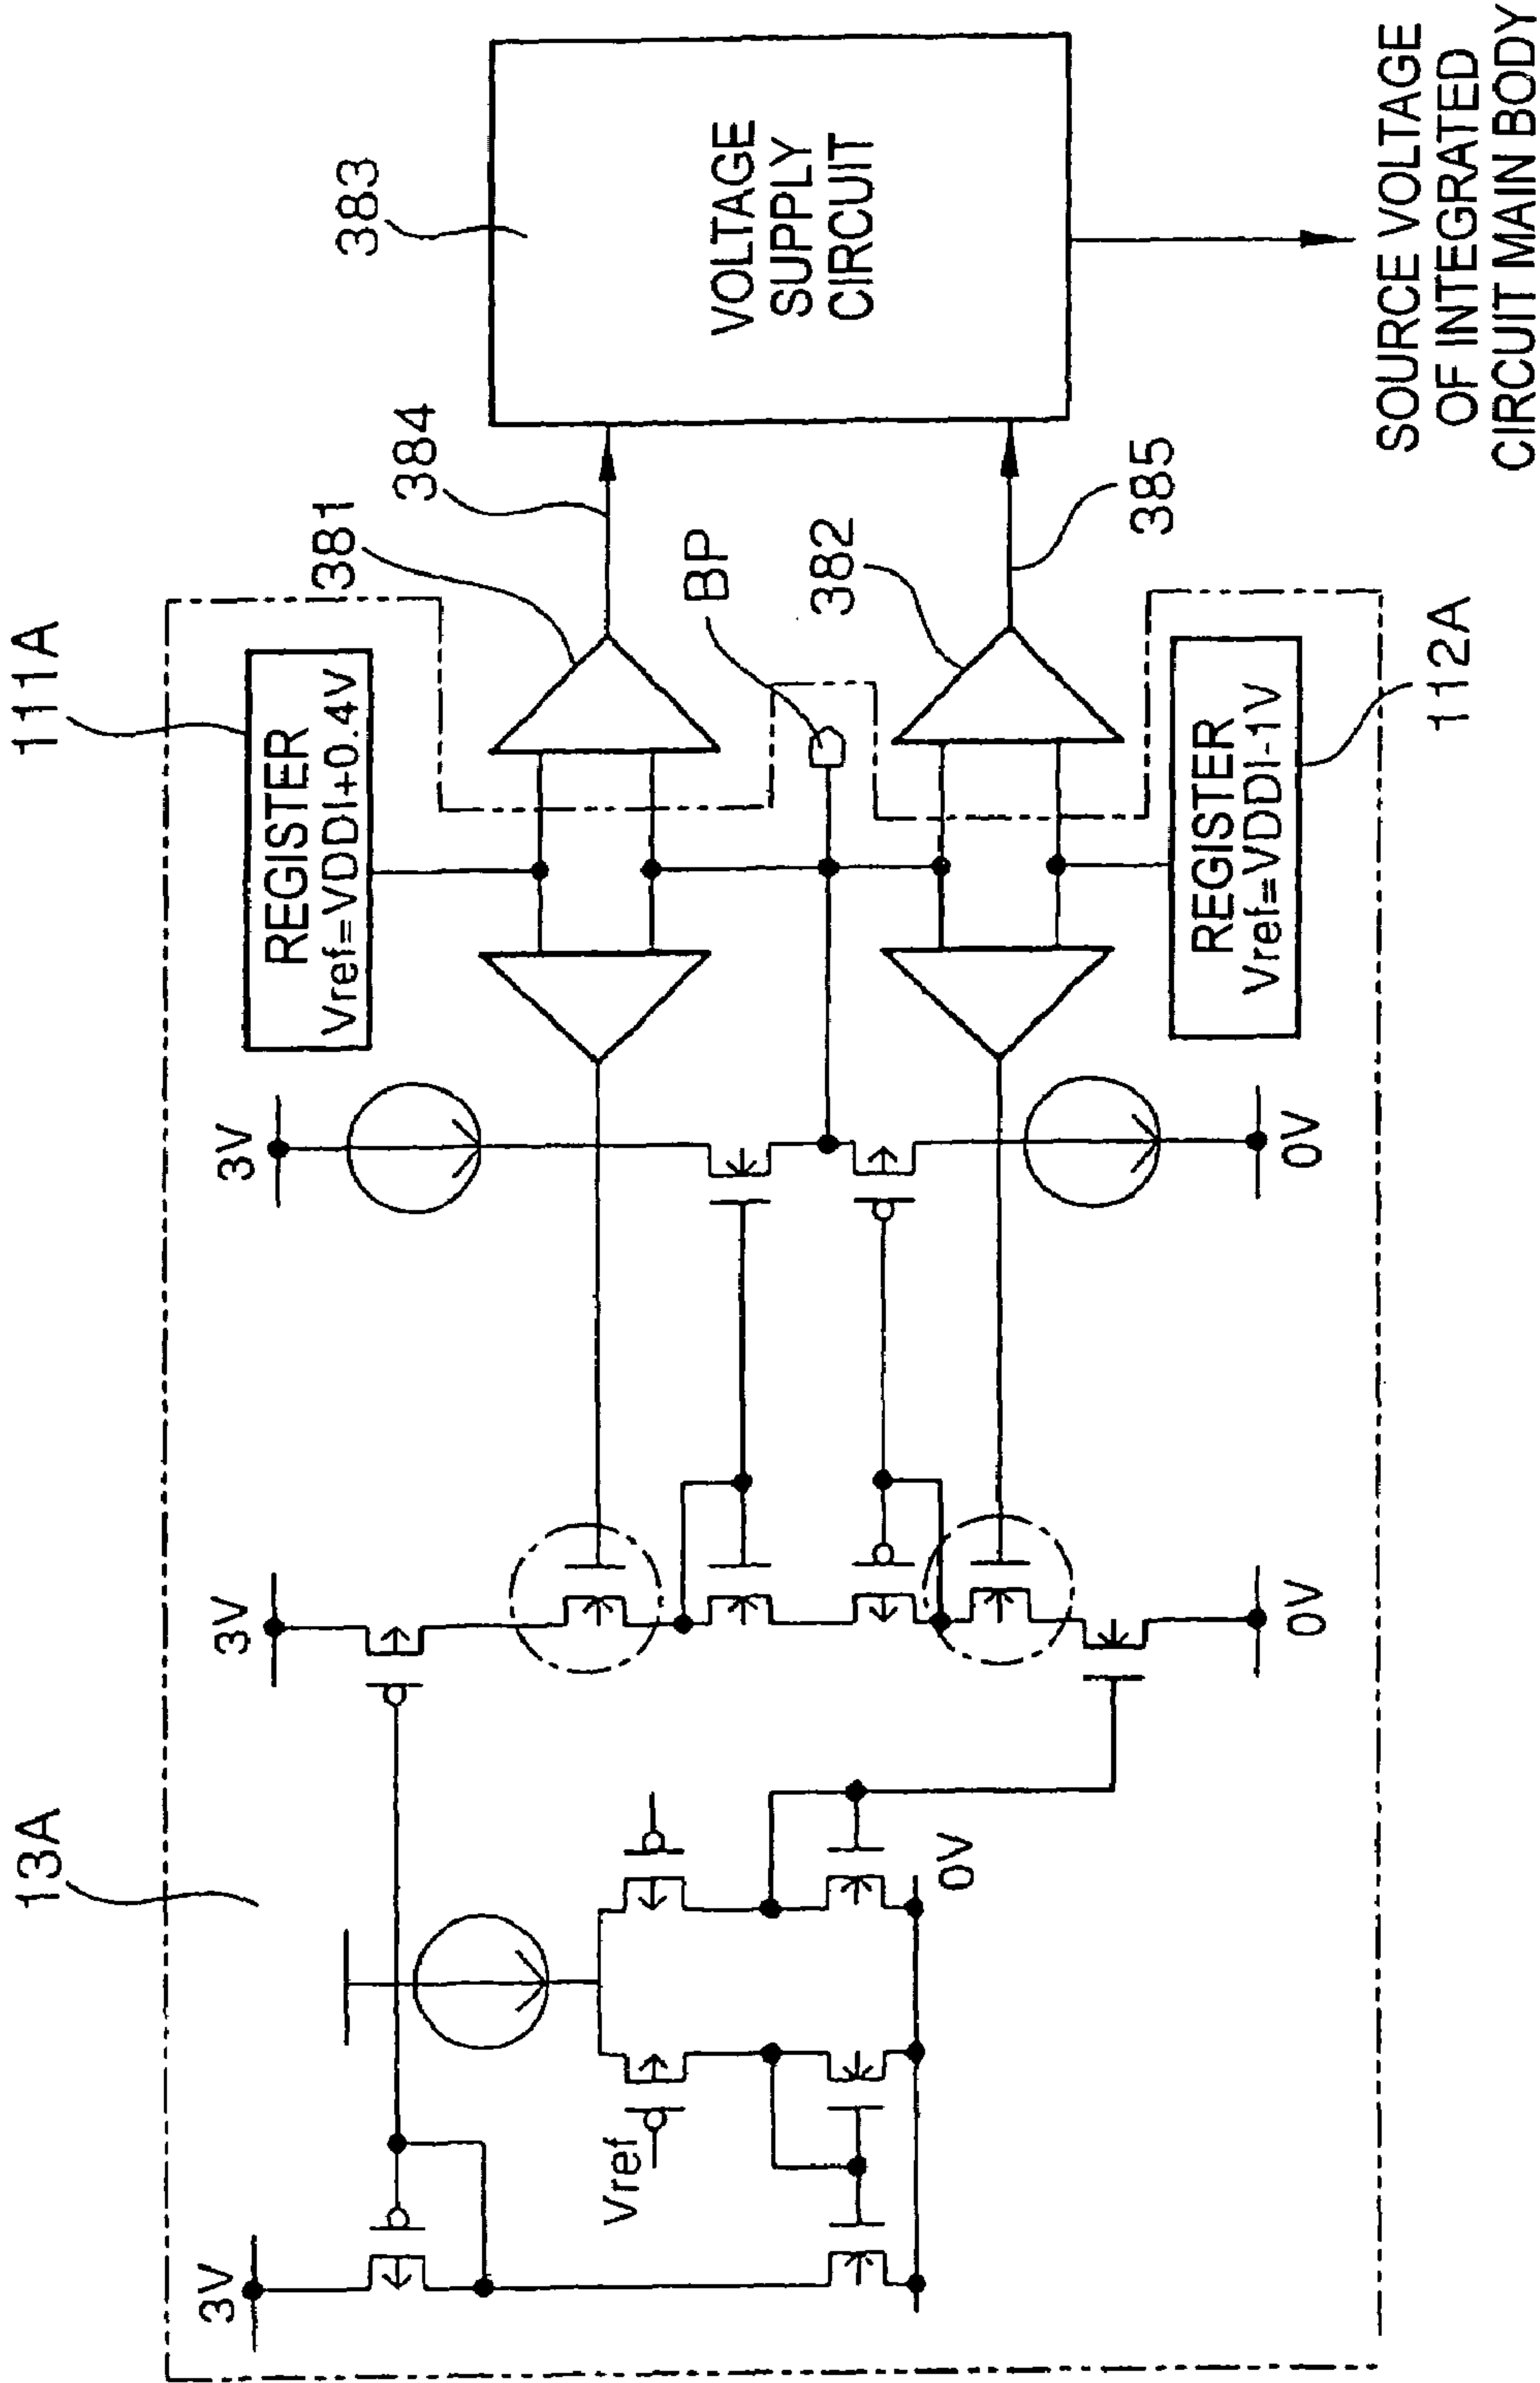 13A
111A
REGISTER
Vref=VDDI+0.4V
3V
3V
3V
Vref
0V
0V
0V
381
384
383
BP
382
385
VOLTAGE
SUPPLY
CIRCUIT
REGISTER
Vref=VDDI-1V
112A
SOURCE VOLTAGE
OF INTEGRATED
CIRCUIT MAIN BODY